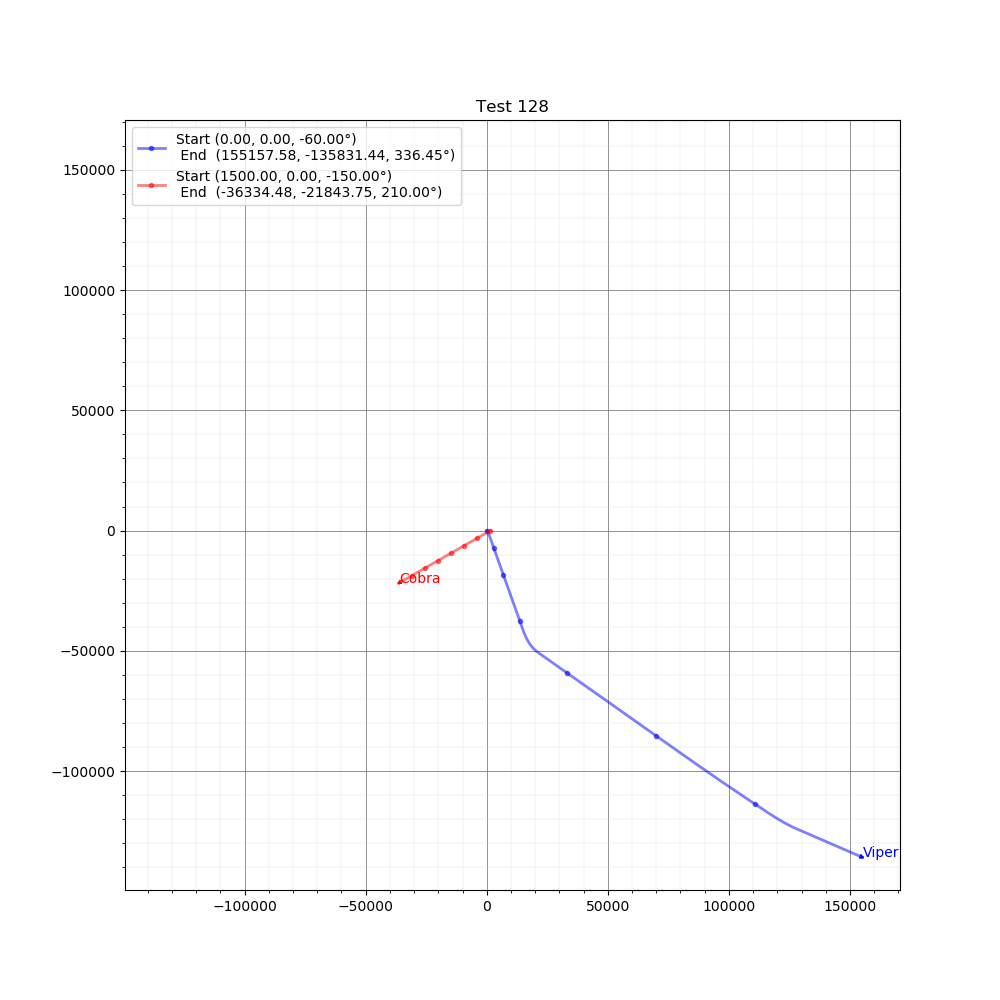 Test 128
Start (0.00, 0.00, -60.00°)
End (155157.58, -135831.44, 336.45°)
Start (1500.00, 0.00, -150.00°)
End (-36334.48, -21843.75, 210.00°)
150000
100000
50000
0
−50000
−100000
Cobra
Viper
−100000 −50000 0 50000 100000 150000